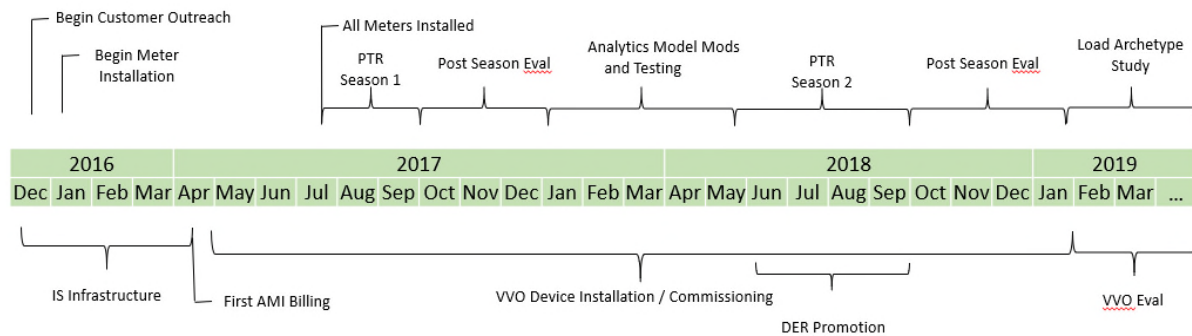 Begin Customer Outreach
Begin Meter
Installation
All Meters Installed
PTR
Season 1
Post Season Eval
Analytics Model Mods
and Testing
PTR
Season 2
Post Season Eval
Load Archetype
Study
2016 2017 2018 2019
Dec Jan Feb Mar Apr May Jun Jul Aug Sep Oct Nov Dec Jan Feb Mar Apr May Jun Jul Aug Sep Oct Nov Dec Jan Feb Mar ...
IS Infrastructure
First AMI Billing
VVO Device Installation / Commissioning
DER Promotion
VVO Eval